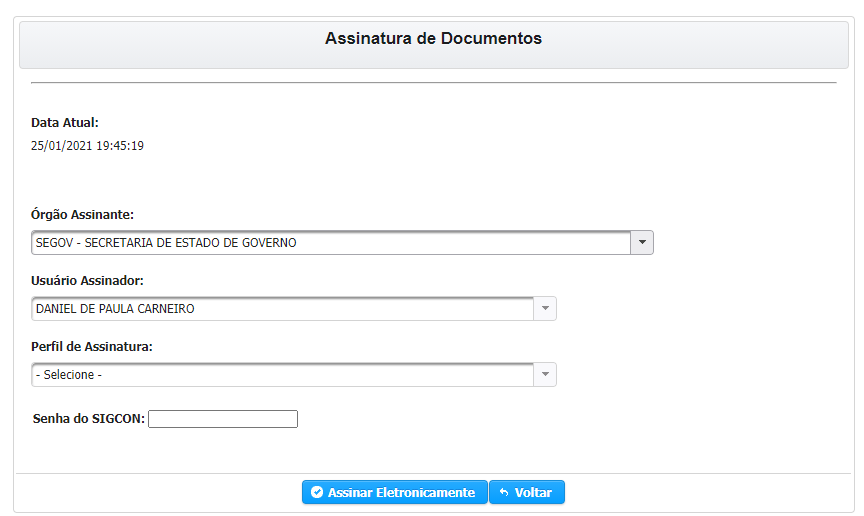 Assinatura de Documentos
Data Atual:
25/01/2021 19:45:19
Órgão Assinante:
SEGOV - SECRETARIA DE ESTADO DE GOVERNO
Usuário Assinador:
DANIEL DE PAULA CARNEIRO
Perfil de Assinatura:
- Selecione -
Senha do SIGCON:
Assinar Eletronicamente Voltar